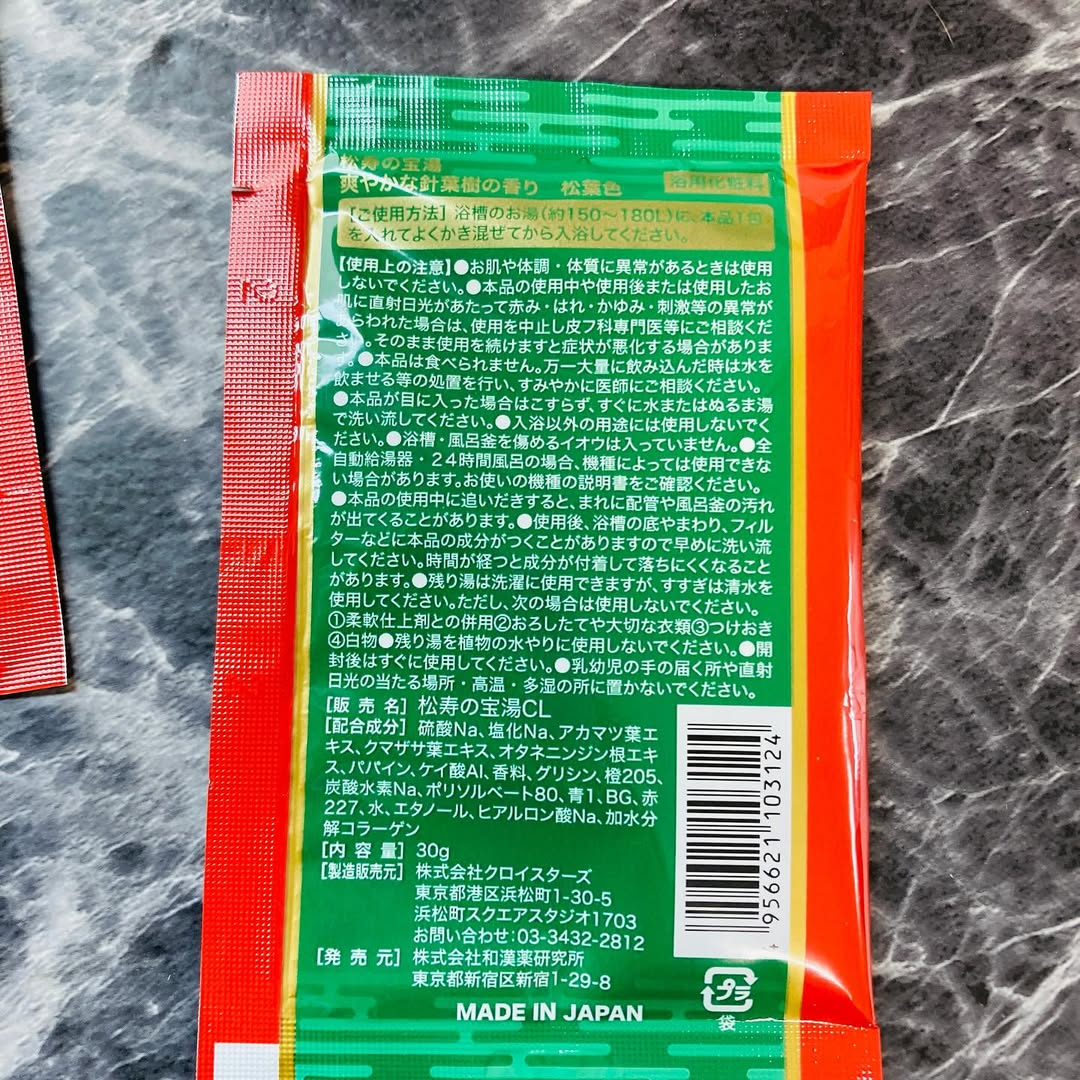 松寿の宝湯
爽やかな針葉樹の香り 松葉色
浴用化粧料
【ご使用方法】浴槽のお湯(約150〜180L)に、本品1包
を入れてよくかき混ぜてから入浴してください。
【使用上の注意】●お肌や体調・体質に異常があるときは使用
しないでください。●本品の使用中や使用後または使用したお
肌に直射日光があたって赤み・はれ・かゆみ・刺激等の異常が
らわれた場合は、使用を中止し皮フ科専門医等にご相談くだ
さ。そのまま使用を続けますと症状が悪化する場合がありま
す。●本品は食べられません。万一大量に飲み込んだ時は水を
飲ませる等の処置を行い、すみやかに医師にご相談ください。
●本品が目に入った場合はこすらず、すぐに水またはぬるま湯
で洗い流してください。●入浴以外の用途には使用しないでく
ださい。●浴槽・風呂釜を傷めるイオウは入っていません。●全
自動給湯器・24時間風呂の場合、機種によっては使用できな
い場合があります。お使いの機種の説明書をご確認ください。
●本品の使用中に追いだきすると、まれに配管や風呂釜の汚れ
が出てくることがあります。●使用後、浴槽の底やまわり、フィル
ターなどに本品の成分がつくことがありますので早めに洗い流
してください。時間が経つと成分が付着して落ちにくくなること
があります。●残り湯は洗濯に使用できますが、すすぎは清水を
使用してください。ただし、次の場合は使用しないでください。
①柔軟仕上剤との併用②おろしたてや大切な衣類③つけおき
④白物●残り湯を植物の水やりに使用しないでください。●開
封後はすぐに使用してください。●乳幼児の手の届く所や直射
日光の当たる場所・高温・多湿の所に置かないでください。
[販売名] 松寿の宝湯CL
[配合成分] 硫酸Na、塩化Na、アカマツ葉エ
キス、クマザサ葉エキス、オタネニンジン根エキ
ス、パパイン、ケイ酸Al、香料、グリシン、橙205、
炭酸水素Na、ポリソルベート80、青1、BG、赤
227、水、エタノール、ヒアルロン酸Na、加水分
解コラーゲン
[内容量] 30g
[製造販売元] 株式会社クロイスターズ
東京都港区浜松町1-30-5
浜松町スクエアスタジオ1703
お問い合わせ:03-3432-2812
[発売元] 株式会社和漢薬研究所
東京都新宿区新宿1-29-8
MADE IN JAPAN
956621 103124
プラ
袋